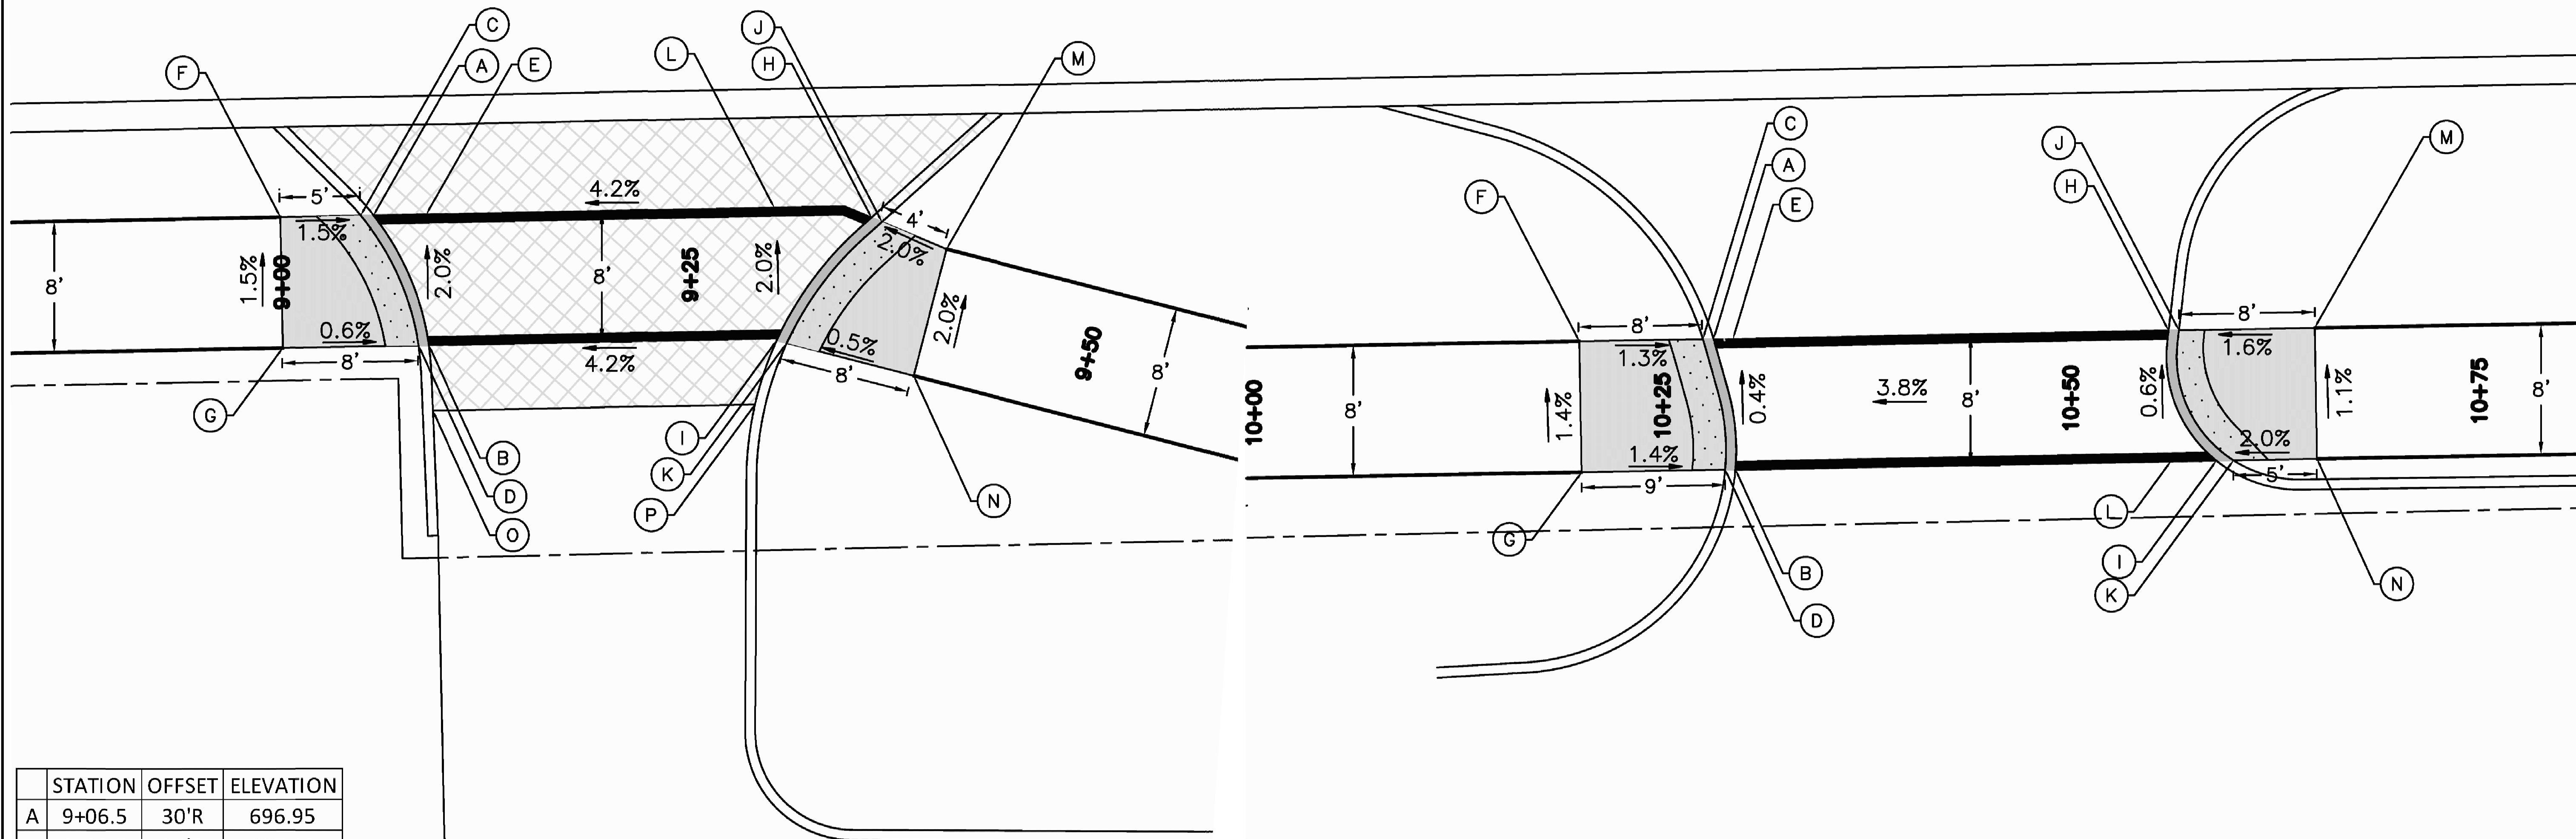 C
J
F
A
E
L
H
M
5'
4.2%
4'
1.5%
2.0%
8'
1.5%
9+00
2.0%
8'
9+25
2.0%
2.0%
0.6%
0.5%
9+50
8'
8'
4.2%
8'
G
I
B
K
D
N
P
O
C
J
M
A
F
H
E
8'
8'
1.3%
1.6%
10+00
8'
1.4%
10+25
0.4%
3.8%
8'
10+50
0.6%
1.1%
10+75
8'
1.4%
2.0%
9'
5'
L
G
I
B
K
N
D
STATION OFFSET ELEVATION
A 9+06.5 30'R 696.95